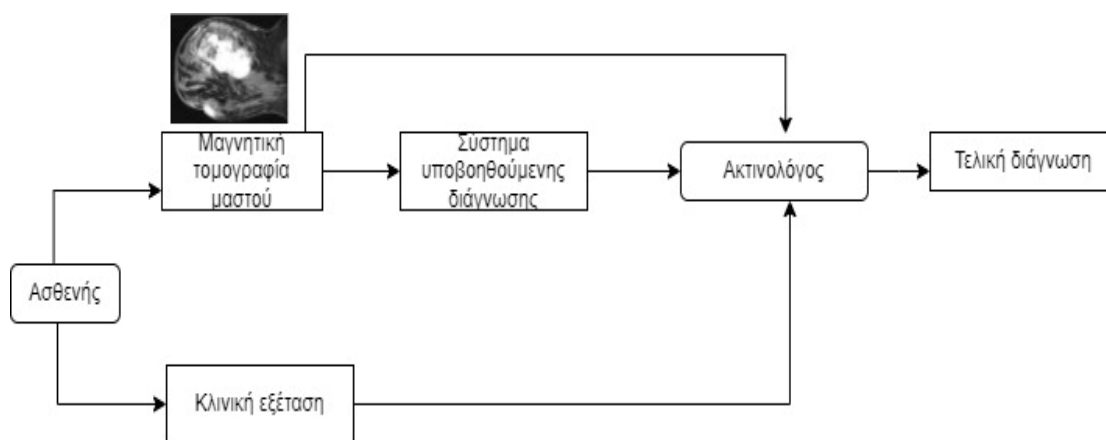 Μαγνητική
τομογραφία
μαστού
Σύστημα
υποβοηθούμενης
διάγνωσης
Ακτινολόγος
Τελική διάγνωση
Ασθενής
Κλινική εξέταση